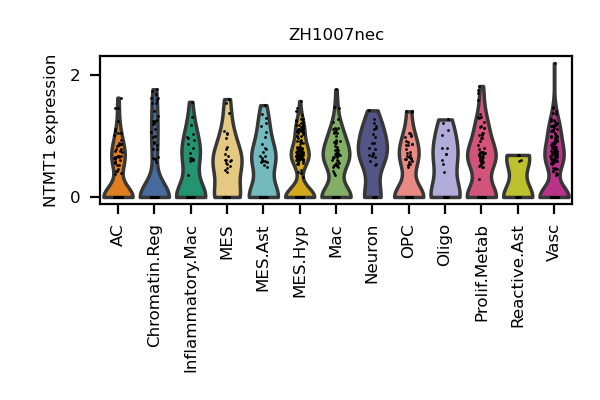 ZH1007nec
NTMT1 expression
2
0
AC
Chromatin.Reg
Inflammatory.Mac
MES
MES.Ast
MES.Hyp
Mac
Neuron
OPC
Oligo
Prolif.Metab
Reactive.Ast
Vasc